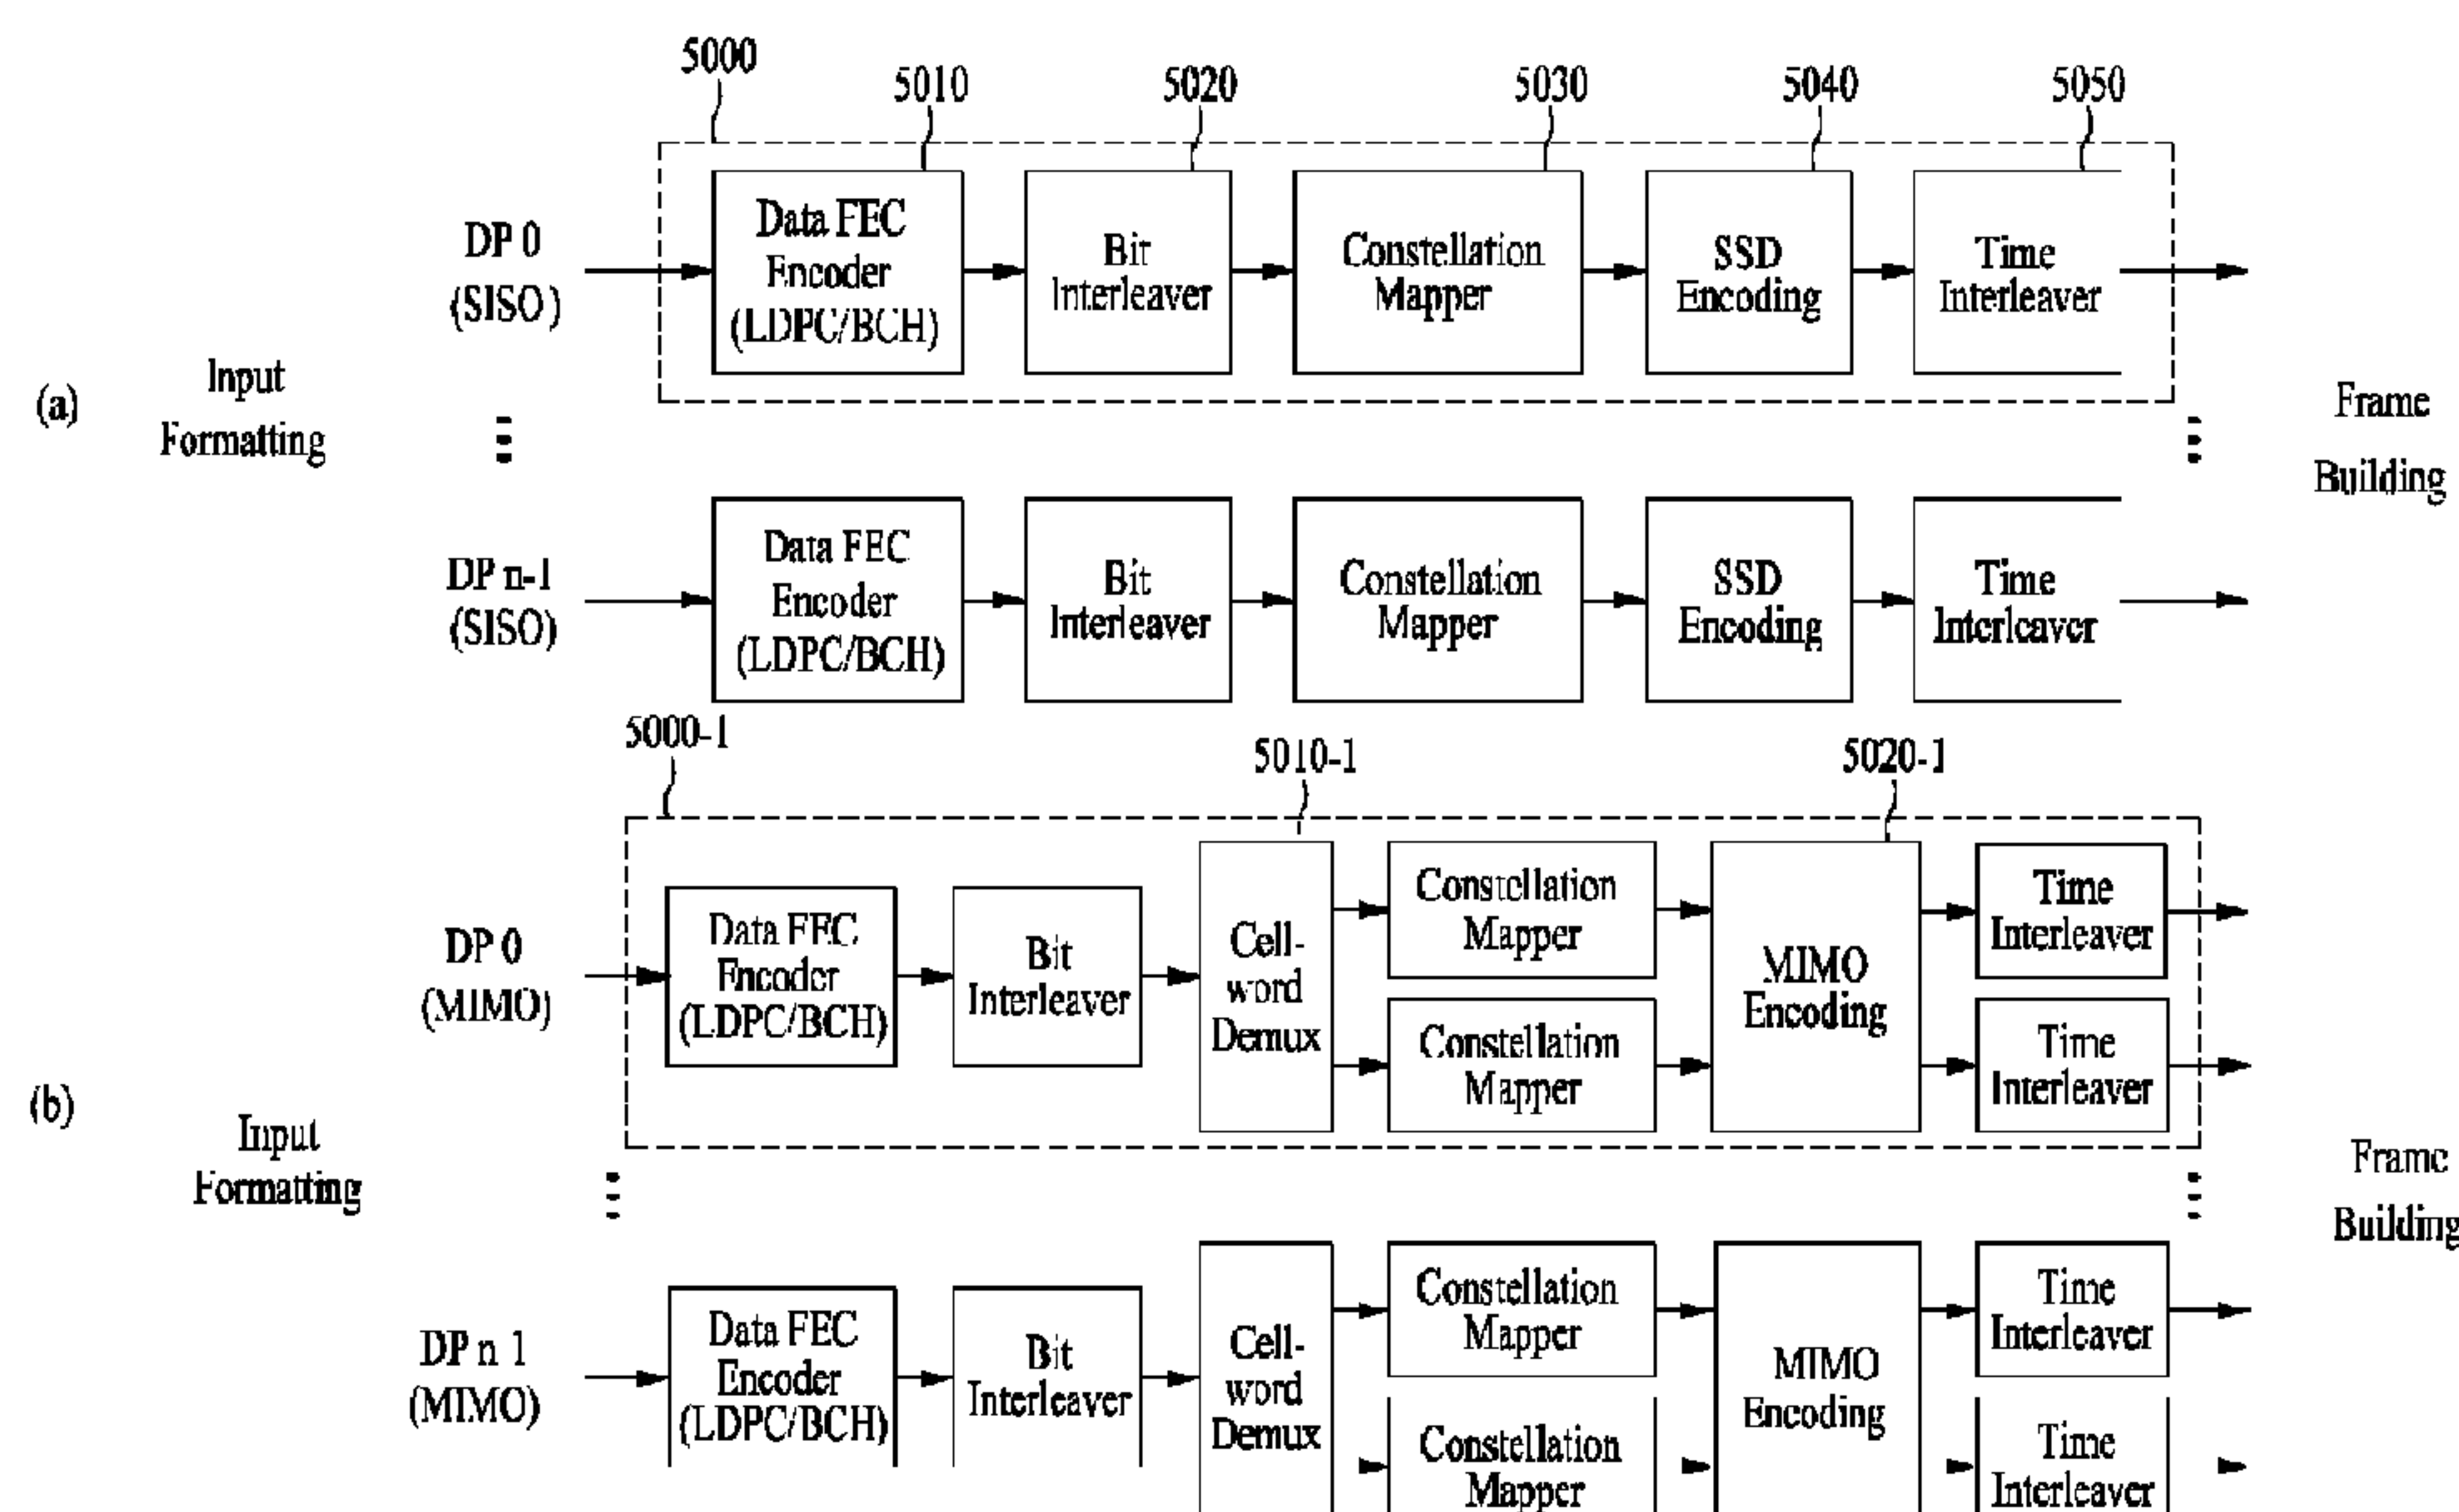 5000
5010
5020
5030
5040
5050
DP 0
(SISO)
Data FEC
Encoder
(LDPC/BCH)
Bit
Interleaver
Constellation
Mapper
SSD
Encoding
Time
Interleaver
(a)
Input
Formatting
Frame
Building
DP n-1
(SISO)
Data FEC
Encoder
(LDPC/BCH)
Bit
Interleaver
Constellation
Mapper
SSD
Encoding
Time
Interleaver
5000-1
5010-1
5020-1
DP 0
(MIMO)
Data FEC
Encoder
(LDPC/BCH)
Bit
Interleaver
Cell-
word
Demux
Constellation
Mapper
Constellation
Mapper
MIMO
Encoding
Time
Interleaver
Time
Interleaver
(b)
Input
Formatting
Frame
Building
DP n 1
(MIMO)
Data FEC
Encoder
(LDPC/BCH)
Bit
Interleaver
Cell-
word
Demux
Constellation
Mapper
Constellation
Mapper
MIMO
Encoding
Time
Interleaver
Time
Interleaver